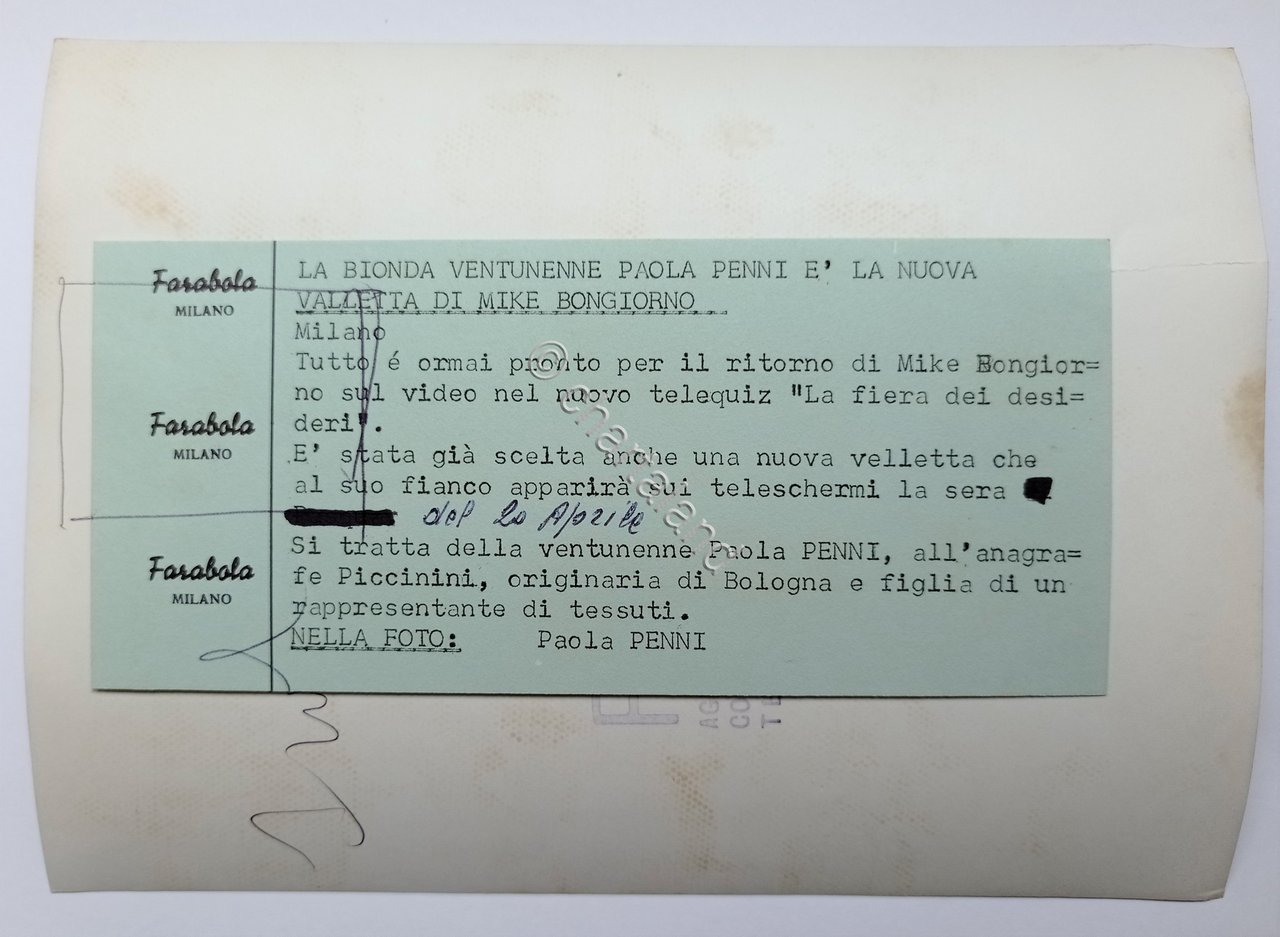 Farabola
MILANO
Farabola
MILANO
Farabola
MILANO
LA BIONDA VENTUNENNE PAOLA PENNI E' LA NUOVA
VALLETTA DI MIKE BONGIORNO
Milano
Tutto é ormai pronto per il ritorno di Mike Bongior=
no sul video nel nuovo telequiz "La fiera dei desi=
deri".
E' stata già scelta anche una nuova velletta che
al suo fianco apparirà sui teleschermi la sera
del 20 Aprile
Si tratta della ventunenne Paola PENNI, all'anagra=
fe Piccinini, originaria di Bologna e figlia di un
rappresentante di tessuti.
NELLA FOTO: Paola PENNI
© chartaland